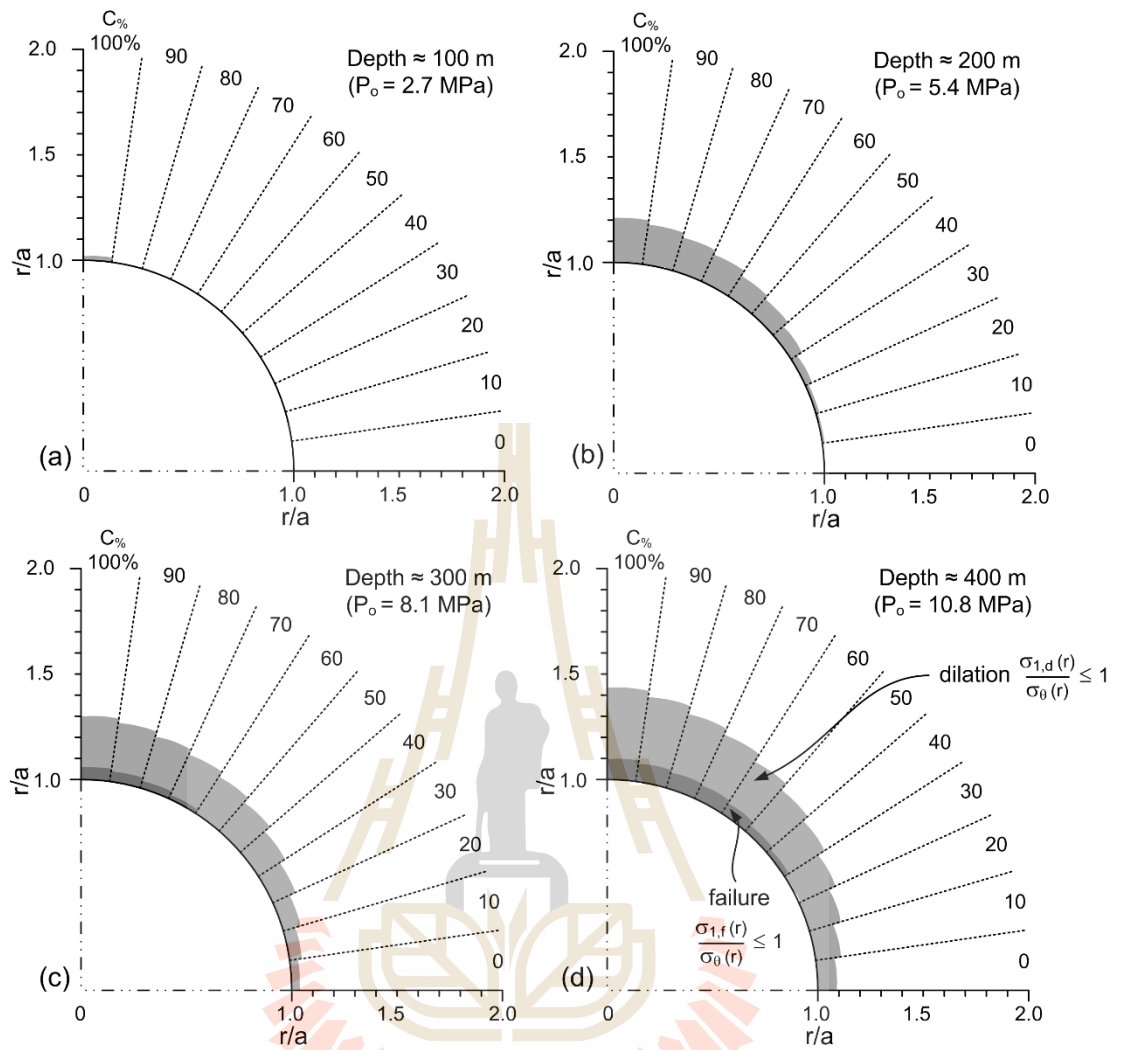 C%
100%
90
80
70
60
50
40
30
20
10
0
Depth ≈ 100 m
(Po = 2.7 MPa)
2.0
1.5
1.0
r/a
(a)
0
1.0
1.5
2.0
r/a
C%
100%
90
80
70
60
50
40
30
20
10
0
Depth ≈ 200 m
(Po = 5.4 MPa)
2.0
1.5
1.0
r/a
(b)
0
1.0
1.5
2.0
r/a
C%
100%
90
80
70
60
50
40
30
20
10
0
Depth ≈ 300 m
(Po = 8.1 MPa)
2.0
1.5
1.0
r/a
(c)
0
1.0
1.5
2.0
r/a
C%
100%
90
80
70
60
50
40
30
20
10
0
Depth ≈ 400 m
(Po = 10.8 MPa)
dilation σ1,d (r) / σθ (r) ≤ 1
failure
σ1,f (r) / σθ (r) ≤ 1
2.0
1.5
1.0
r/a
(d)
0
1.0
1.5
2.0
r/a